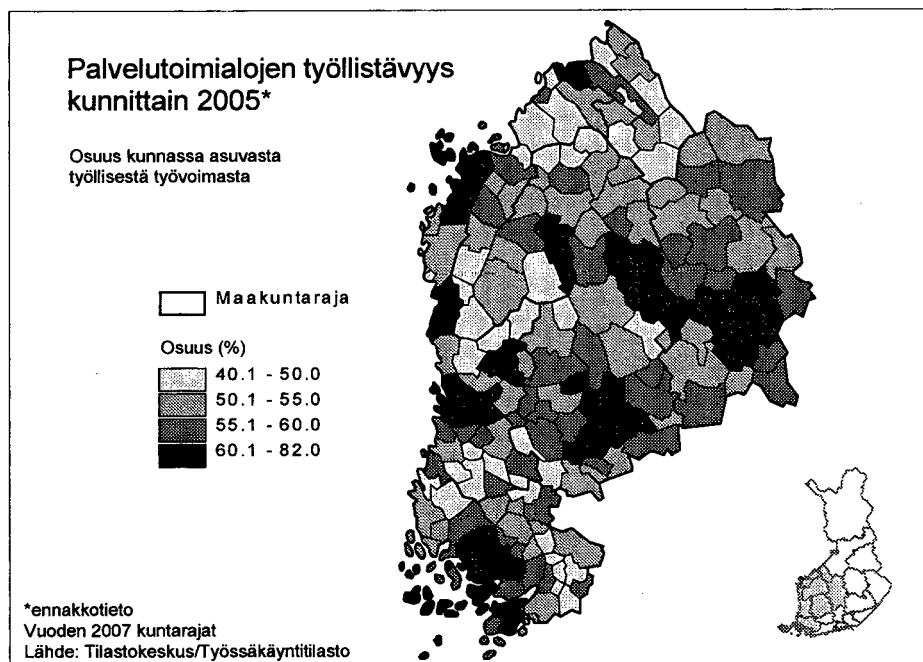 Palvelutoimialojen työllistävyys
kunnittain 2005*
Osuus kunnassa asuvasta
työllisestä työvoimasta
Maakuntaraja
Osuus (%)
40.1 - 50.0
50.1 - 55.0
55.1 - 60.0
60.1 - 82.0
*ennakkotieto
Vuoden 2007 kuntarajat
Lähde: Tilastokeskus/Työssäkäyntitilasto